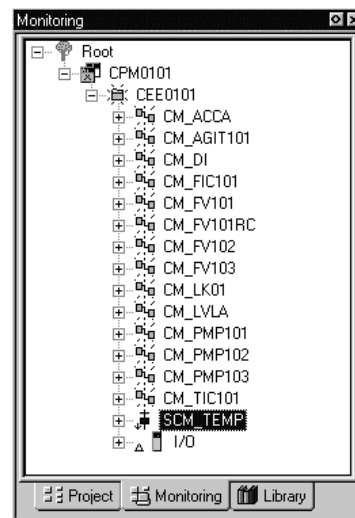 Monitoring
Root
CPM0101
CEE0101
CM_ACCA
CM_AGIT101
CM_DI
CM_FIC101
CM_FV101
CM_FV101RC
CM_FV102
CM_FV103
CM_LK01
CM_LVLA
CM_PMP101
CM_PMP102
CM_PMP103
CM_TIC101
SCM_TEMP
I/O
Project Monitoring Library